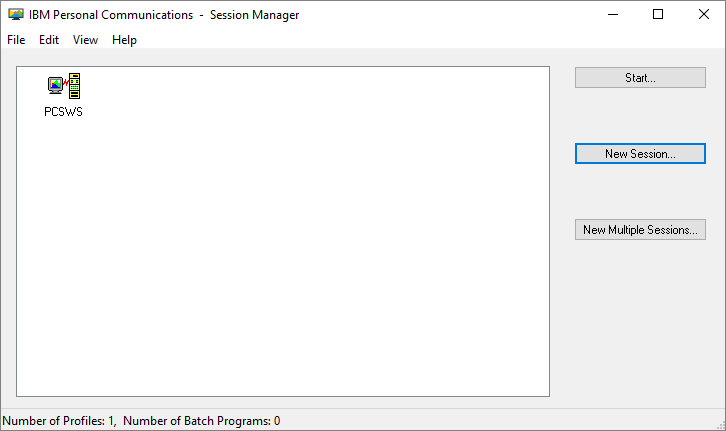 IBM Personal Communications - Session Manager
File Edit View Help
PCSWS
Start...
New Session...
New Multiple Sessions...
Number of Profiles: 1, Number of Batch Programs: 0